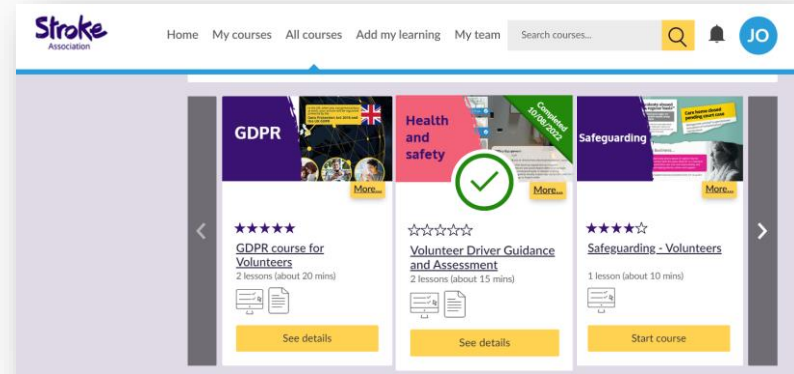 Stroke
Association
Home My courses All courses Add my learning My team Search courses... JO
GDPR
More...
GDPR course for
Volunteers
2 lessons (about 20 mins)
See details
Health
and
safety
Completed
10/08/2022
More...
Volunteer Driver Guidance
and Assessment
2 lessons (about 15 mins)
See details
Safeguarding
More...
Safeguarding - Volunteers
1 lesson (about 10 mins)
Start course